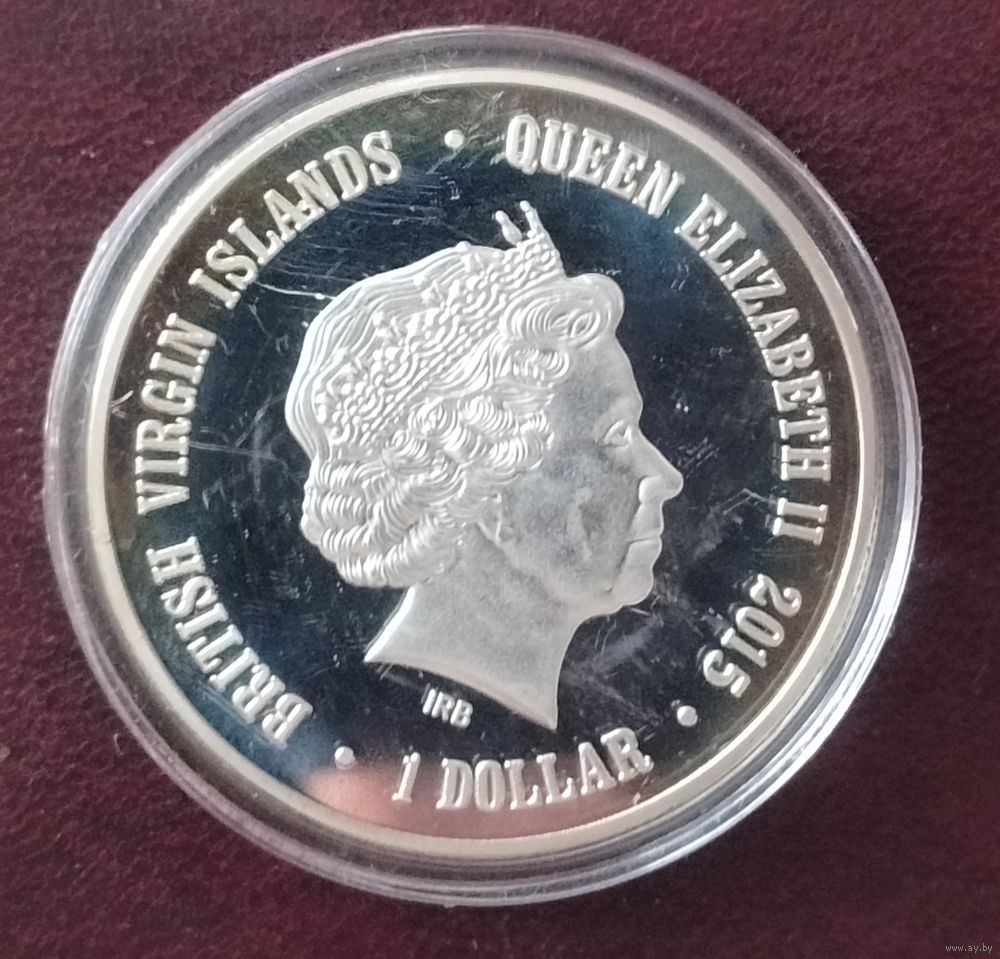 BRITISH VIRGIN ISLANDS • QUEEN ELIZABETH II 2015 •
1 DOLLAR •
IRB
www.ay.by